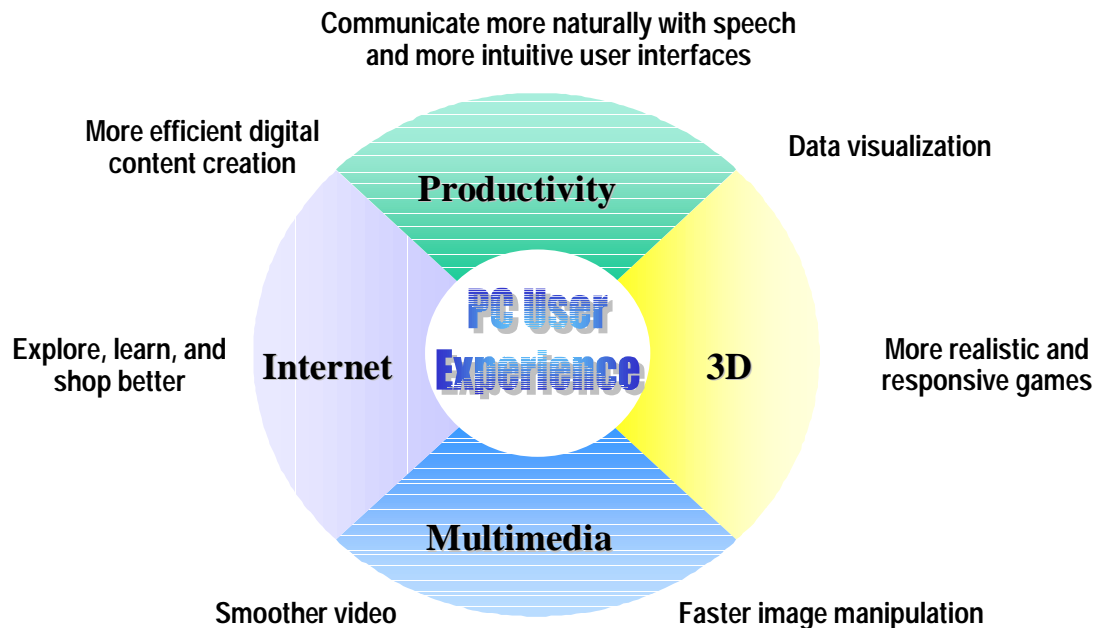 Communicate more naturally with speech
and more intuitive user interfaces
More efficient digital
content creation
Data visualization
Productivity
PC User
Experience
Explore, learn, and
shop better
Internet
3D
More realistic and
responsive games
Multimedia
Smoother video
Faster image manipulation